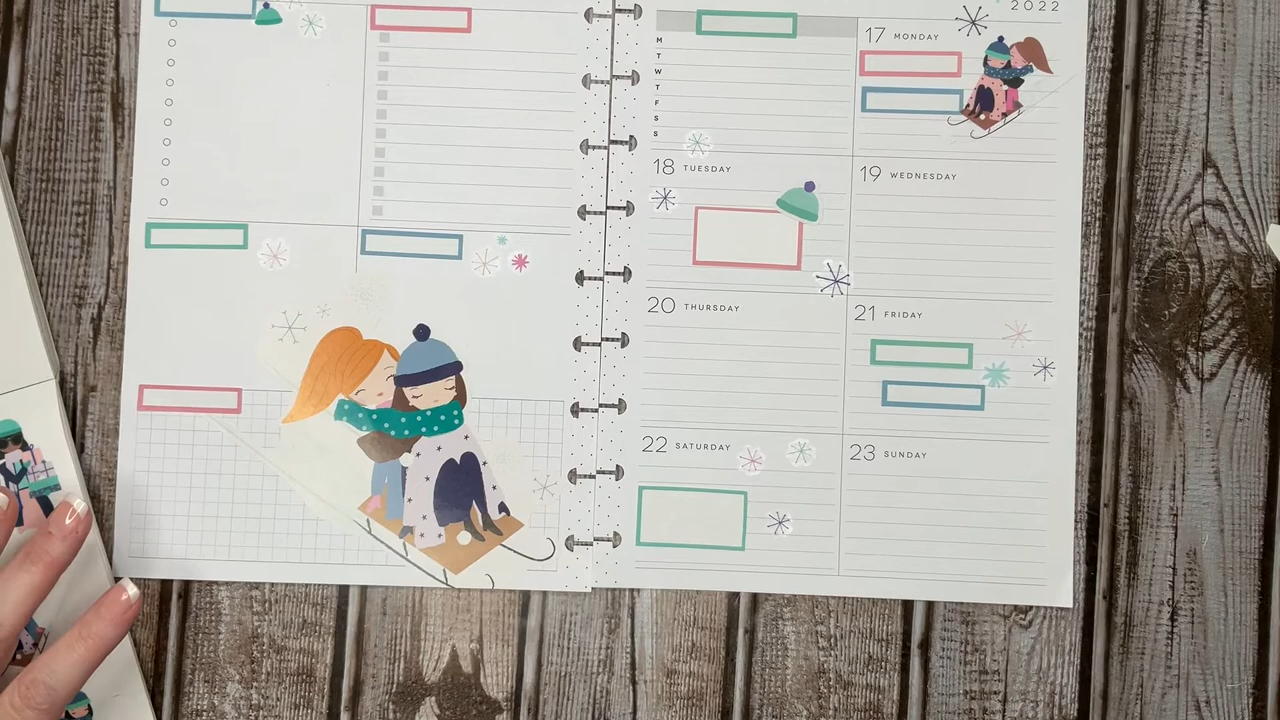 2022
17 MONDAY
M
T
W
T
F
S
S
18 TUESDAY
19 WEDNESDAY
20 THURSDAY
21 FRIDAY
22 SATURDAY
23 SUNDAY